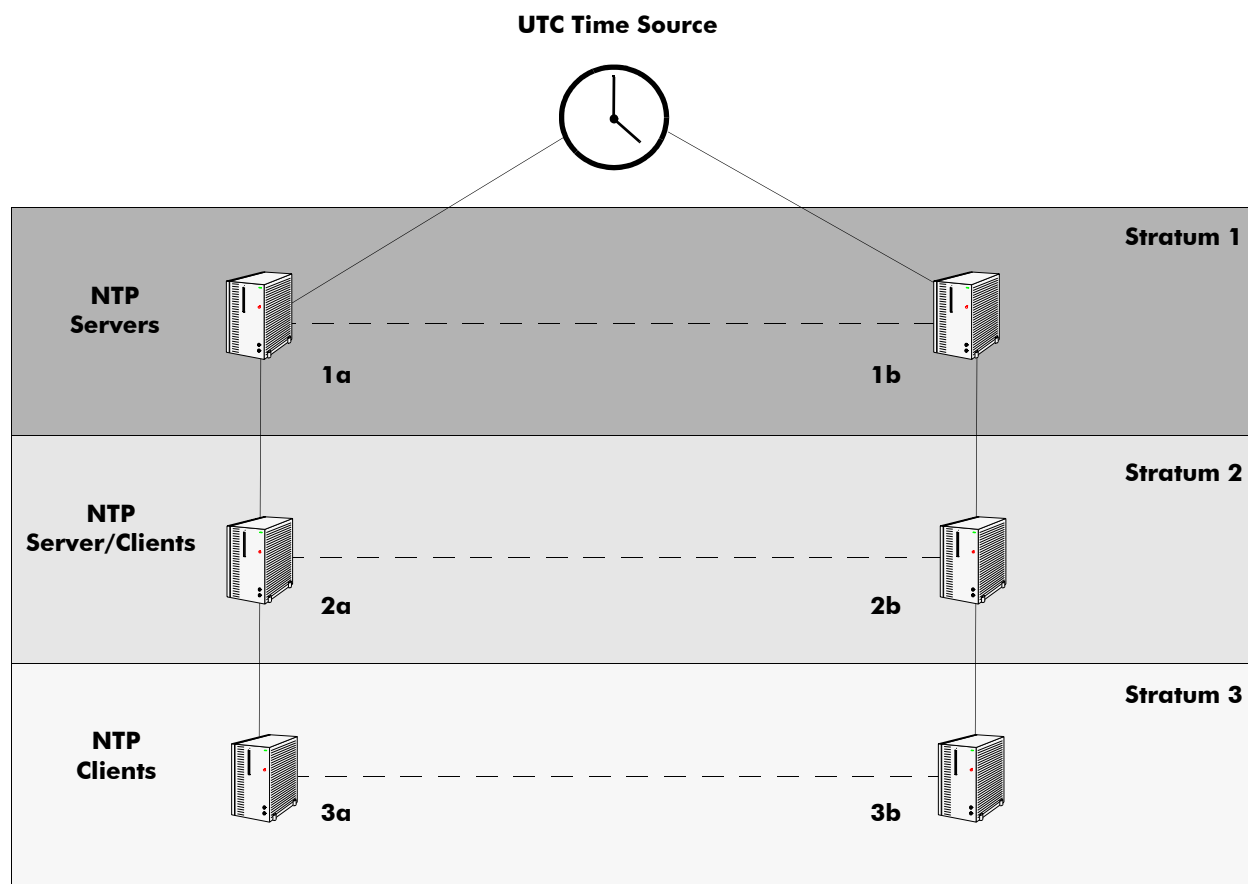 UTC Time Source
Stratum 1
NTP
Servers
1a
1b
Stratum 2
NTP
Server/Clients
2a
2b
Stratum 3
NTP
Clients
3a
3b